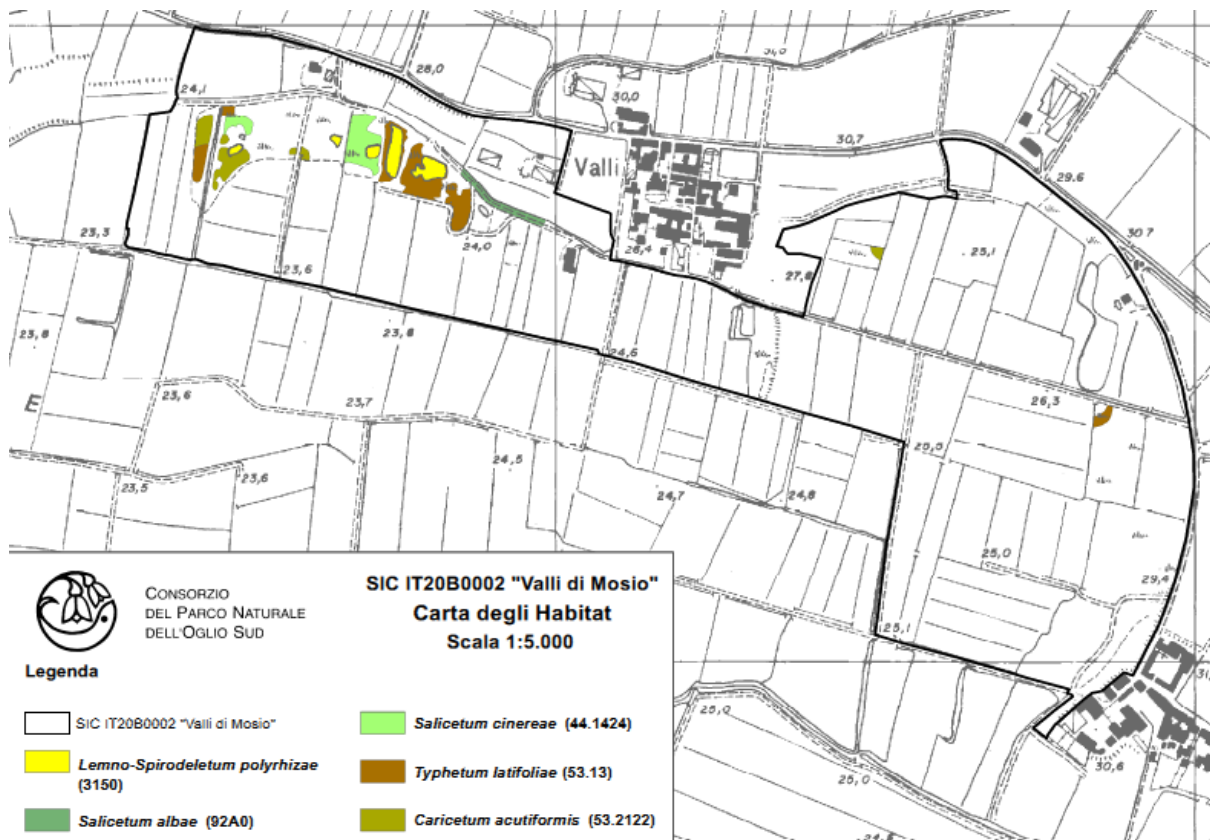 31,0
28,0
24,1
30,0
30,7
Valli
29.6
23,3
24,0
26,4
30.7
25,1
23,6
27,8
23,8
23,8
24,6
23,6
23,7
26,3
E
25,5
24,5
23,6
23,5
24,7
24,8
25,0
29,4
25,1
CONSORZIO
DEL PARCO NATURALE
DELL'OGLIO SUD
SIC IT20B0002 "Valli di Mosio"
Carta degli Habitat
Scala 1:5.000
Legenda
SIC IT20B0002 "Valli di Mosio"
Lemno-Spirodeletum polyrhizae
(3150)
Salicetum albae (92A0)
Salicetum cinereae (44.1424)
Typhetum latifoliae (53.13)
Caricetum acutiformis (53.2122)
25,0
25,0
30,6